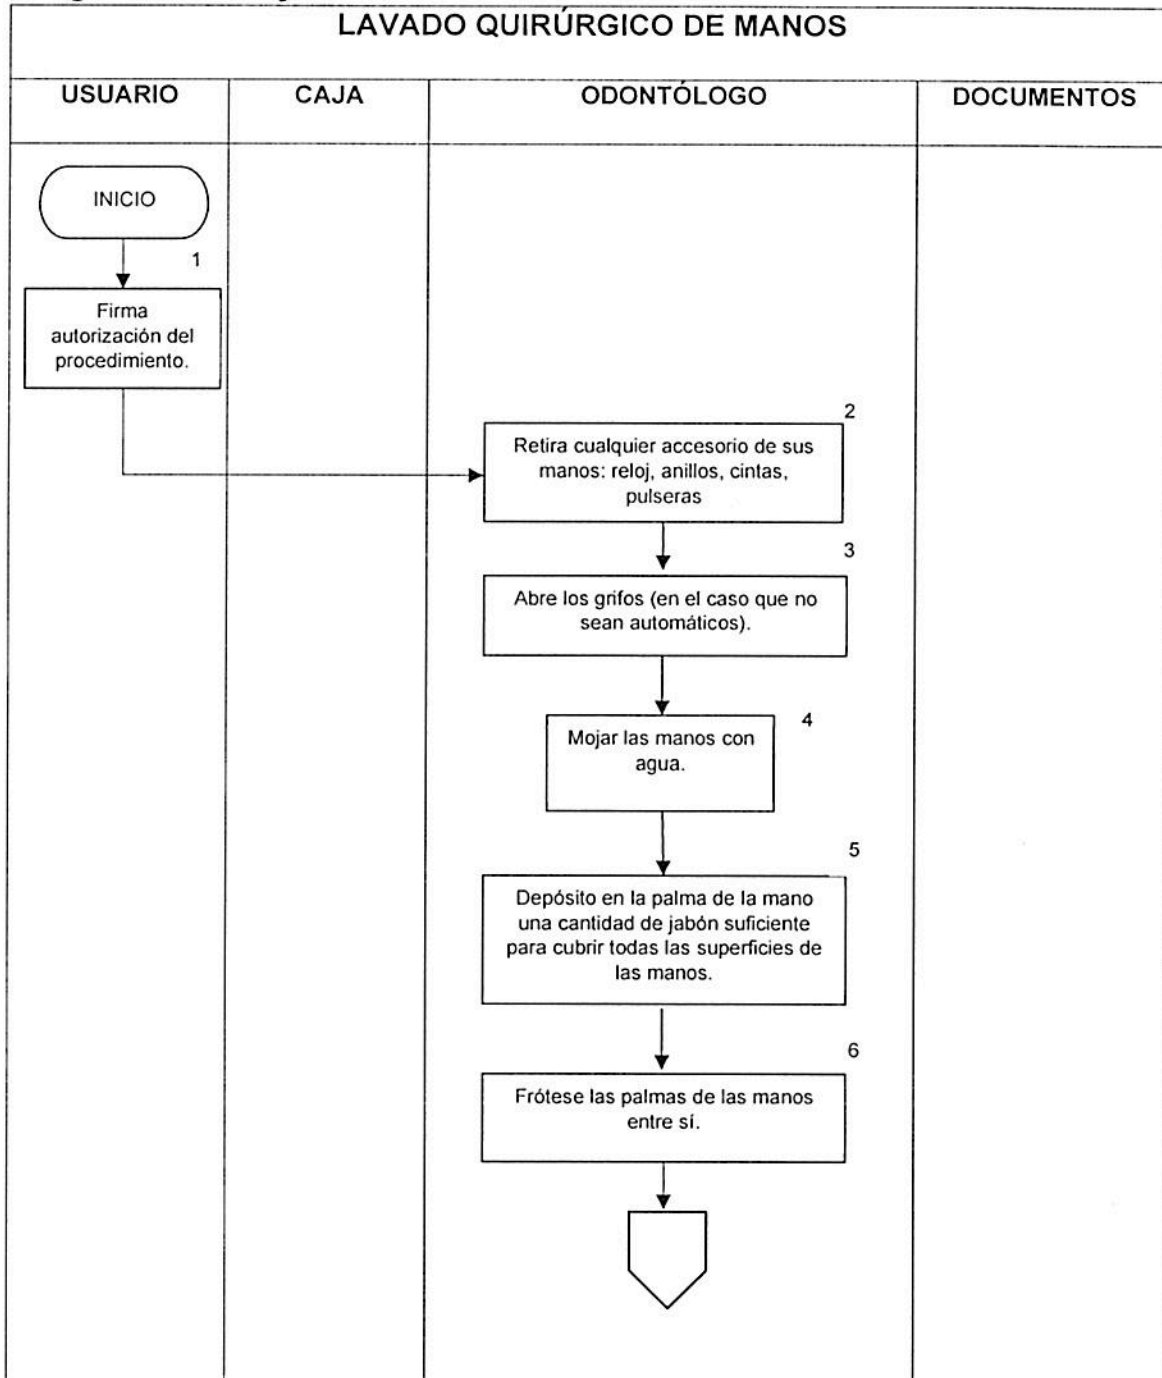 LAVADO QUIRÚRGICO DE MANOS
USUARIO
CAJA
ODONTÓLOGO
DOCUMENTOS
INICIO
1
Firma
autorización del
procedimiento.
2
Retira cualquier accesorio de sus
manos: reloj, anillos, cintas,
pulseras
3
Abre los grifos (en el caso que no
sean automáticos).
4
Mojar las manos con
agua.
5
Depósito en la palma de la mano
una cantidad de jabón suficiente
para cubrir todas las superficies de
las manos.
6
Frótese las palmas de las manos
entre sí.